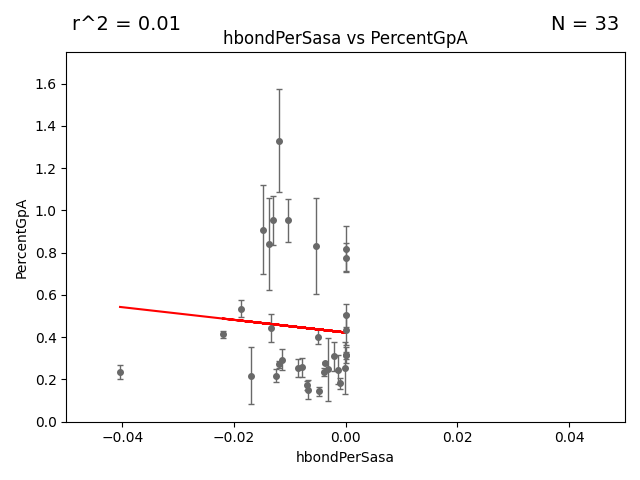 r^2 = 0.01
N = 33
hbondPerSasa vs PercentGpA
PercentGpA
1.6
1.4
1.2
1.0
0.8
0.6
0.4
0.2
0.0
−0.04
−0.02
0.00
0.02
0.04
hbondPerSasa